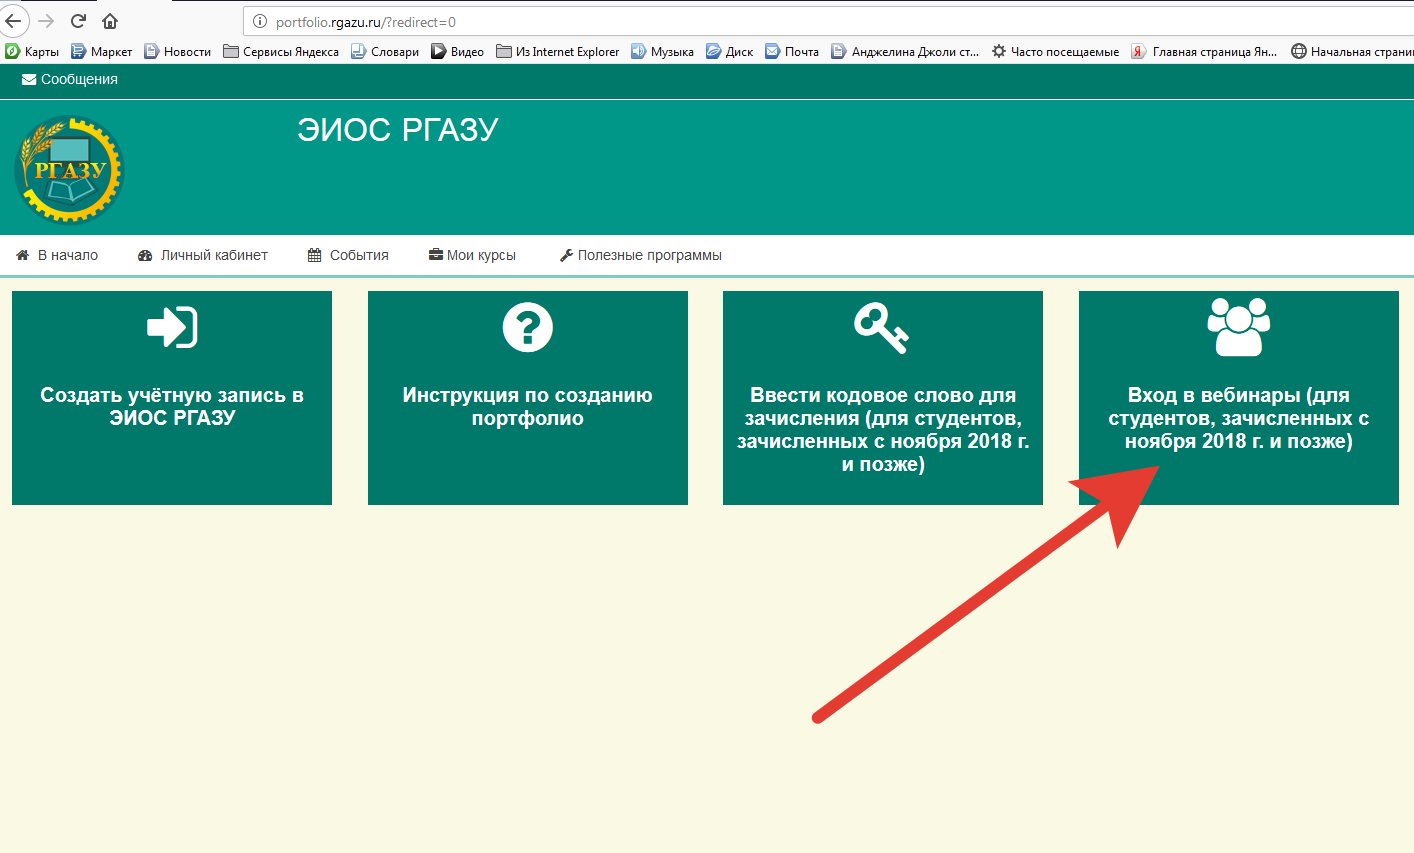 portfolio.rgazu.ru/?redirect=0
Карты Маркет Новости Сервисы Яндекса Словари Видео Из Internet Explorer Музыка Диск Почта Анджелина Джоли ст... Часто посещаемые Главная страница Ян... Начальная страни
Сообщения
ЭИОС РГАЗУ
РГАЗУ
В начало Личный кабинет События Мои курсы Полезные программы
Создать учётную запись в
ЭИОС РГАЗУ
Инструкция по созданию
портфолио
Ввести кодовое слово для
зачисления (для студентов,
зачисленных с ноября 2018 г.
и позже)
Вход в вебинары (для
студентов, зачисленных с
ноября 2018 г. и позже)